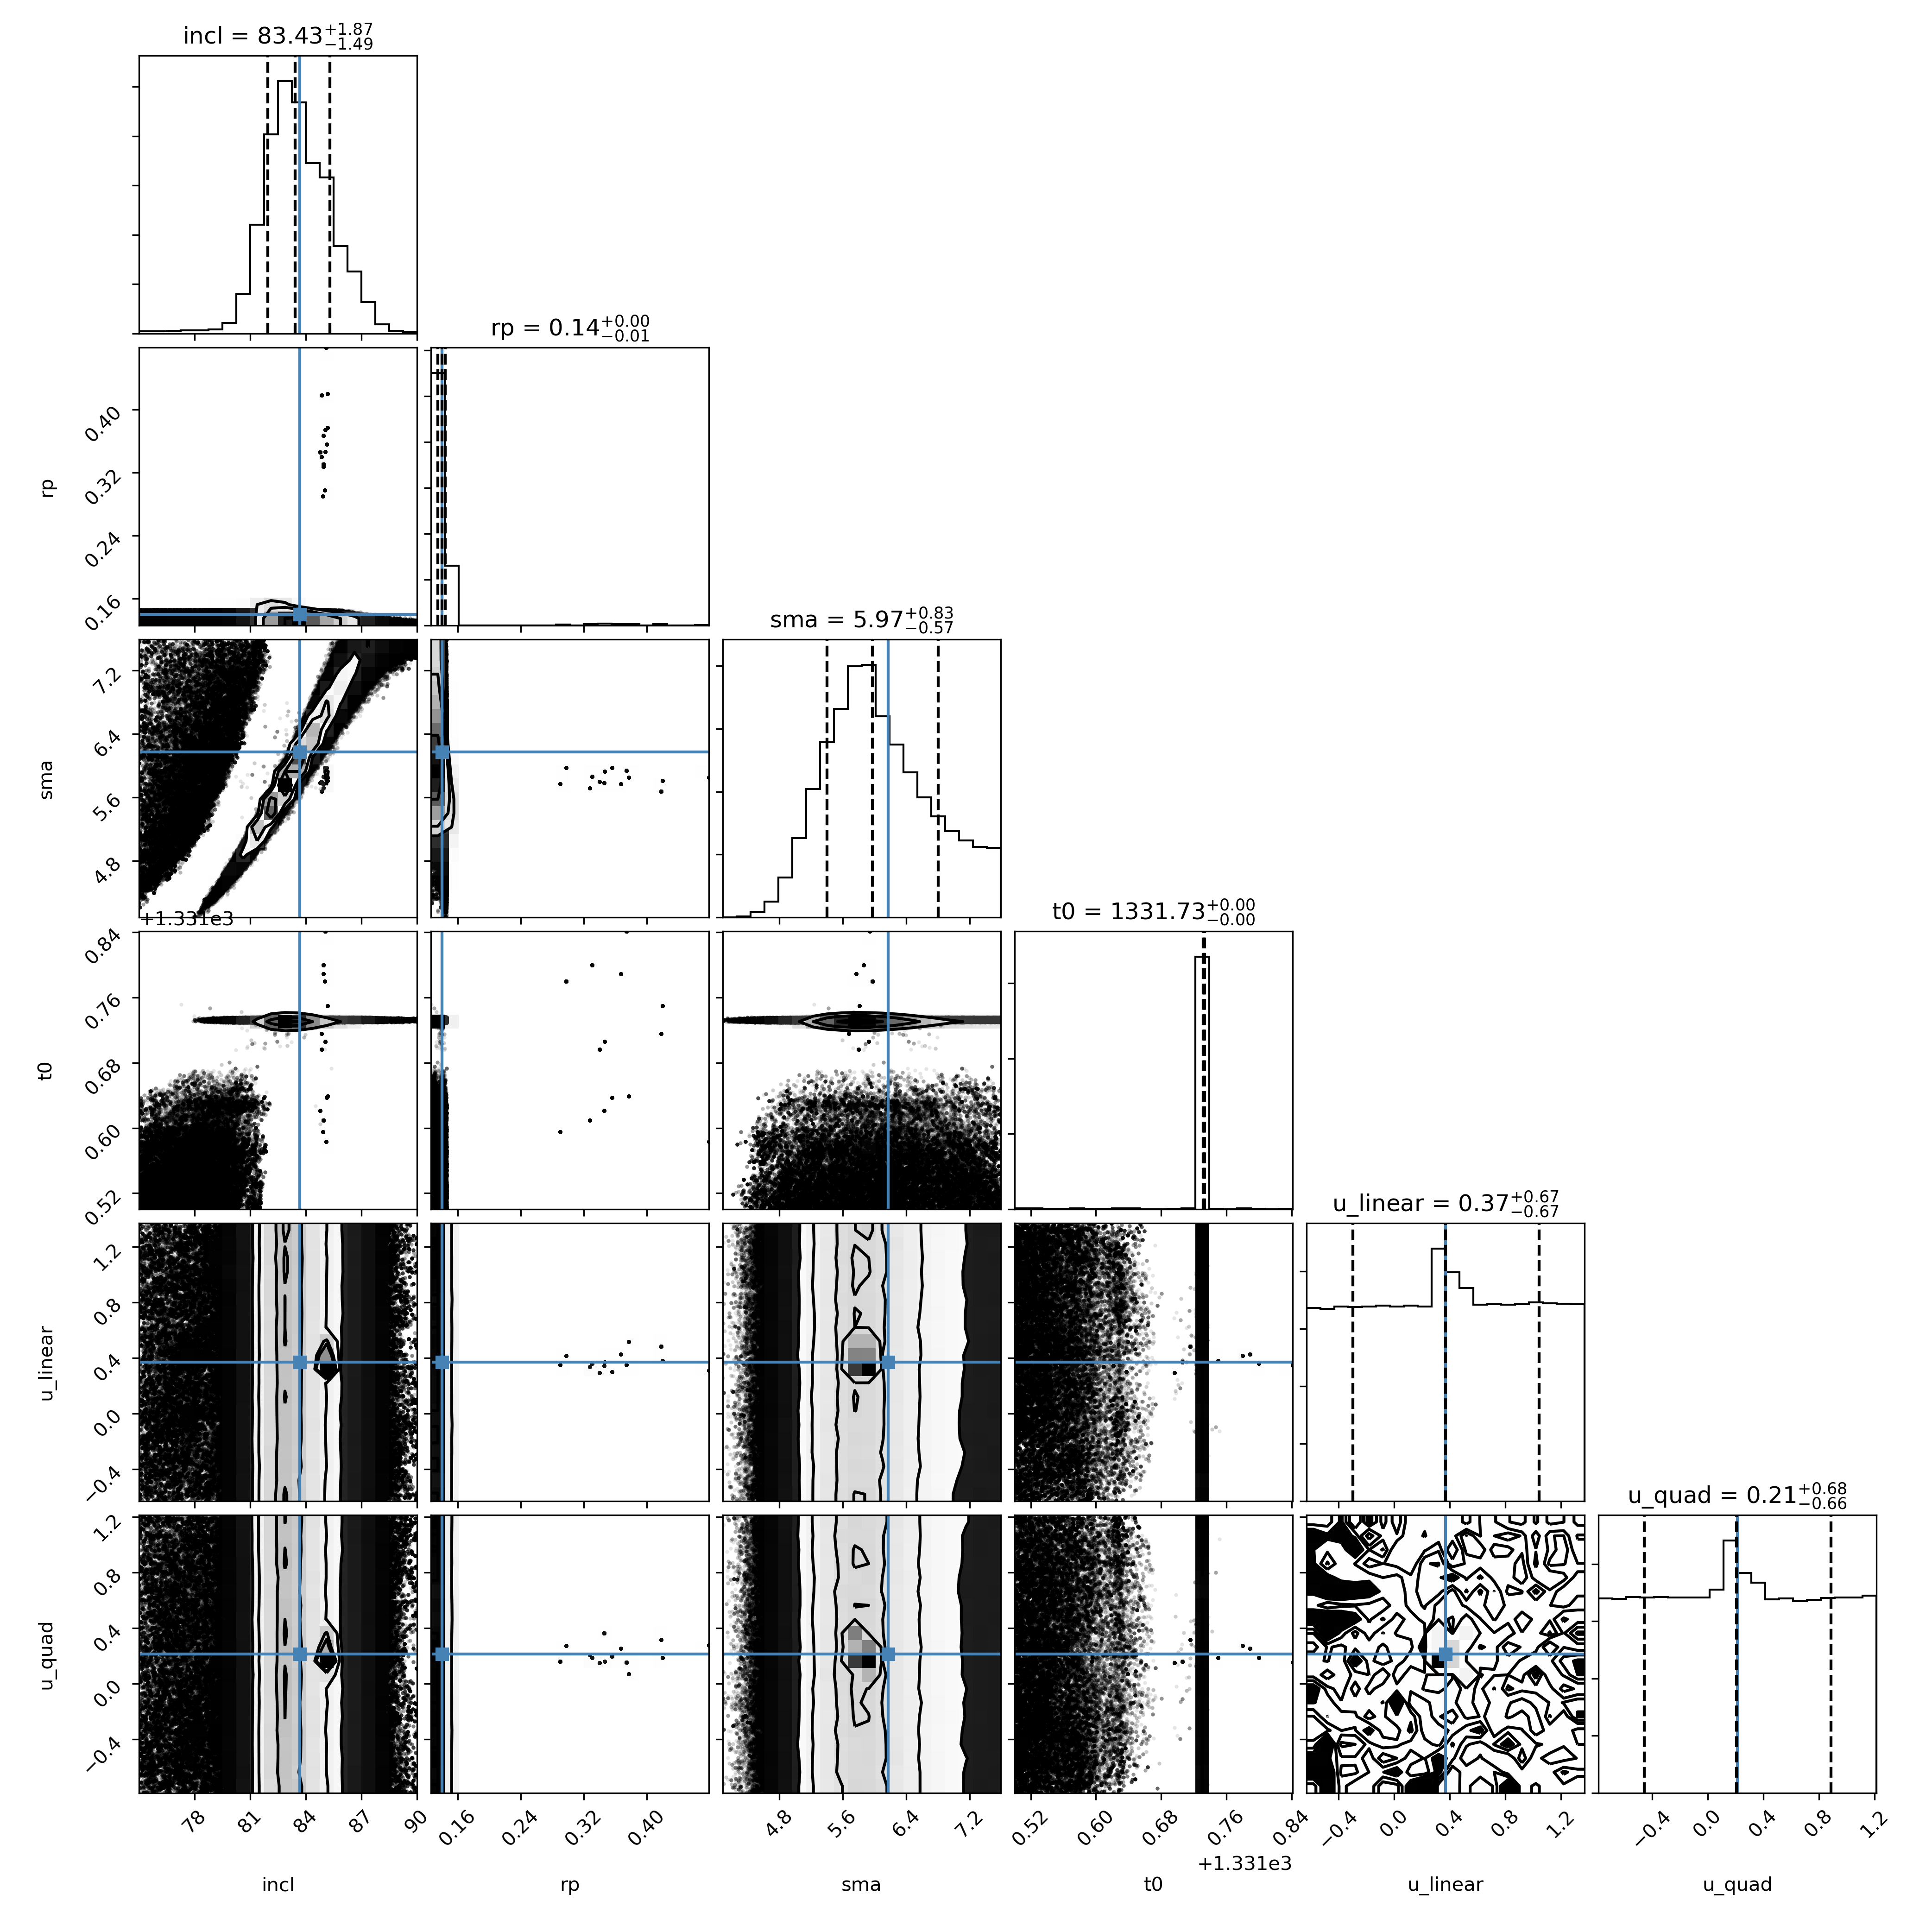 incl = 83.43 +1.87 −1.49
rp = 0.14 +0.00 −0.01
0.40
0.32
0.24
0.16
rp
sma = 5.97 +0.83 −0.57
7.2
6.4
5.6
4.8
sma
+1.331e3
t0 = 1331.73 +0.00 −0.00
0.84
0.76
0.68
0.60
0.52
t0
u_linear = 0.37 +0.67 −0.67
1.2
0.8
0.4
0.0
−0.4
u_linear
u_quad = 0.21 +0.68 −0.66
1.2
0.8
0.4
0.0
−0.4
u_quad
78 81 84 87 90
0.16 0.24 0.32 0.40
4.8 5.6 6.4 7.2
0.52 0.60 0.68 0.76 0.84
−0.4 0.0 0.4 0.8 1.2
−0.4 0.0 0.4 0.8 1.2
+1.331e3
incl rp sma t0 u_linear u_quad